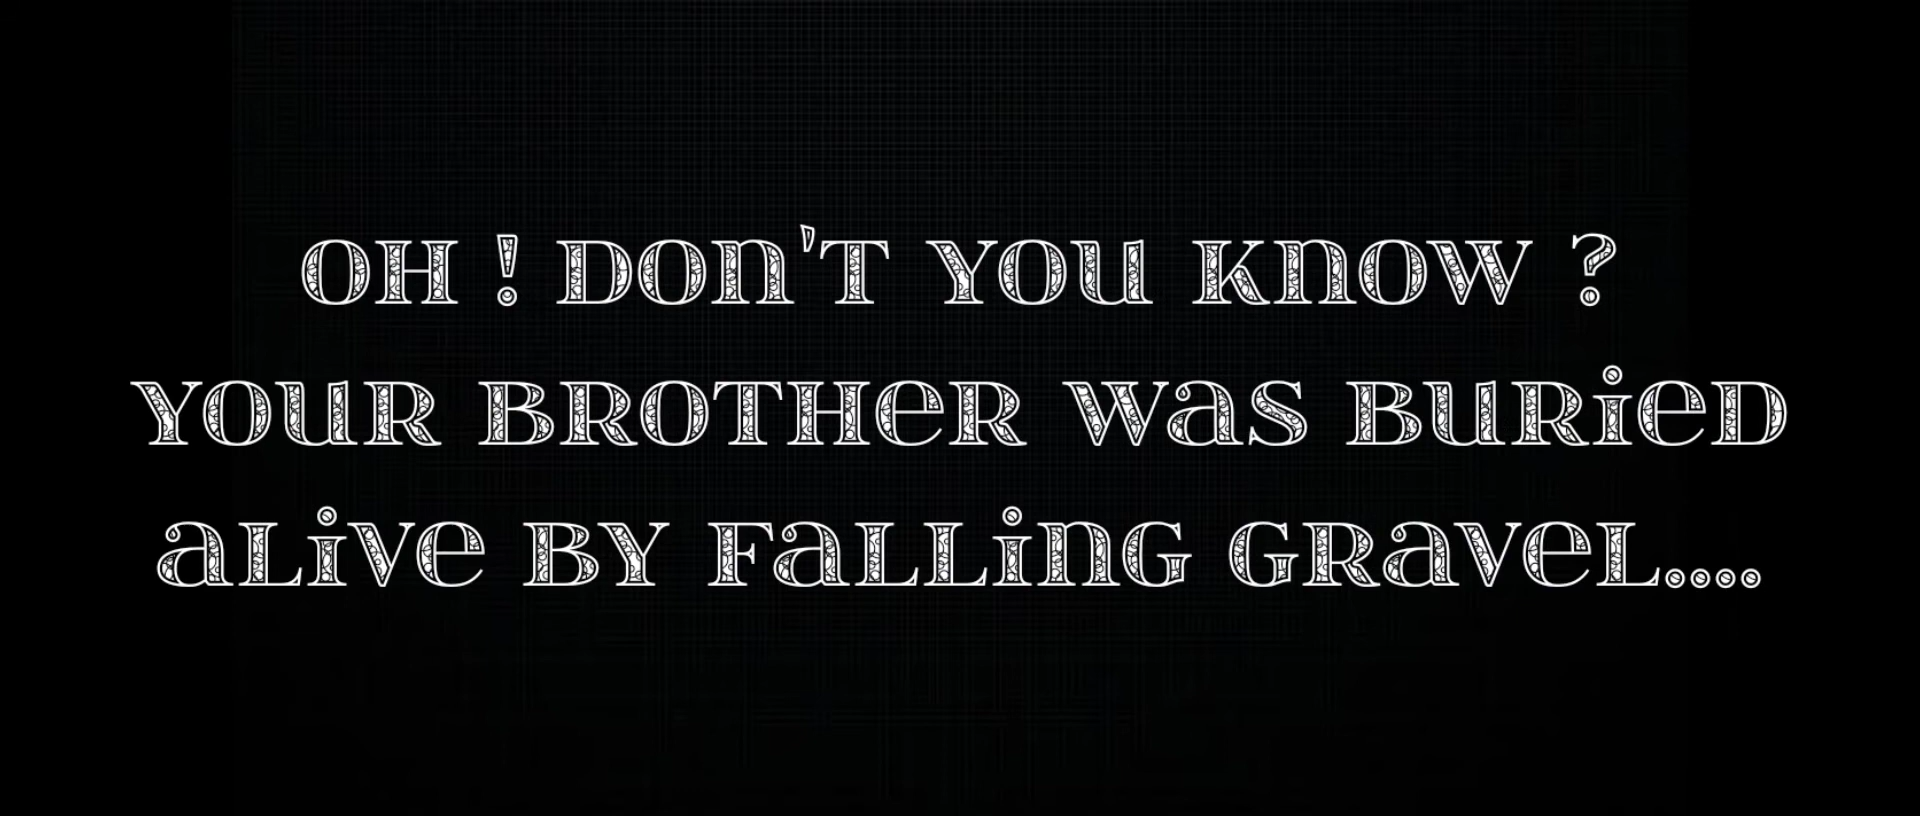 OH ! DON'T YOU KNOW ?
YOUR BROTHER WAS BURIED
ALIVE BY FALLING GRAVEL....